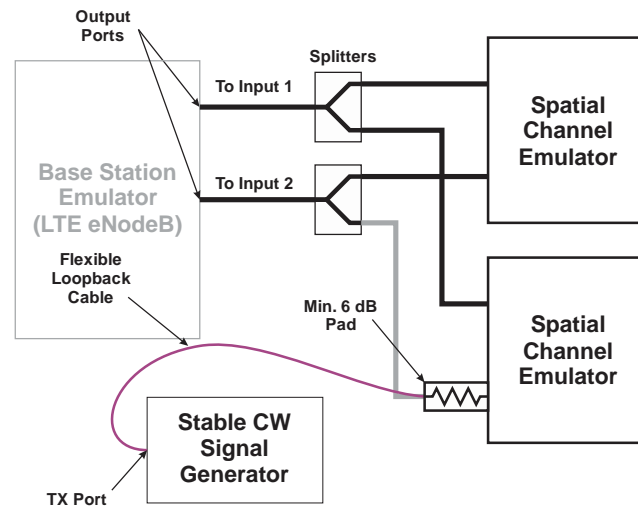 Output
Ports
Splitters
To Input 1
Spatial
Channel
Emulator
Base Station
Emulator
(LTE eNodeB)
To Input 2
Flexible
Loopback
Cable
Min. 6 dB
Pad
Spatial
Channel
Emulator
Stable CW
Signal
Generator
TX Port